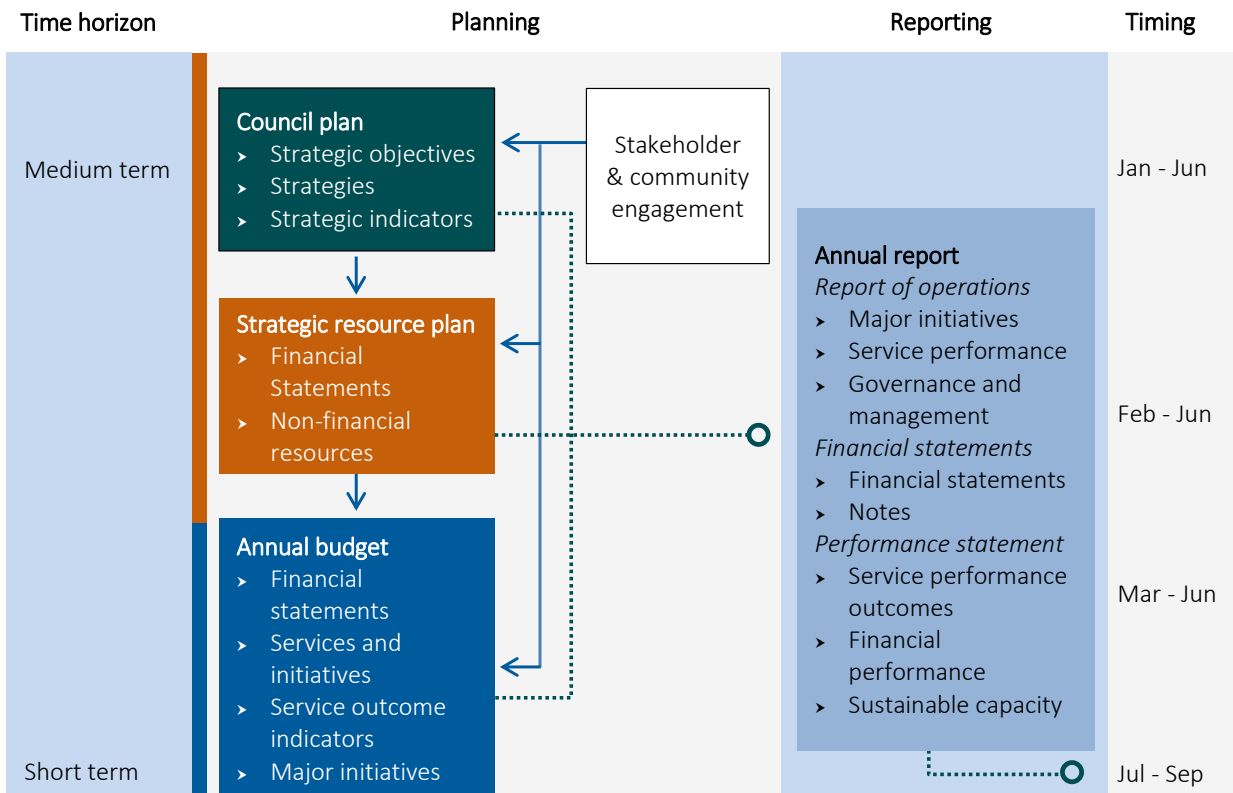 Time horizon
Planning
Reporting
Timing
Medium term
Short term
Council plan
➤ Strategic objectives
➤ Strategies
➤ Strategic indicators
Strategic resource plan
➤ Financial
Statements
➤ Non-financial
resources
Annual budget
➤ Financial
statements
➤ Services and
initiatives
➤ Service outcome
indicators
➤ Major initiatives
Stakeholder
& community
engagement
Annual report
Report of operations
➤ Major initiatives
➤ Service performance
➤ Governance and
management
Financial statements
➤ Financial statements
➤ Notes
Performance statement
➤ Service performance
outcomes
➤ Financial
performance
➤ Sustainable capacity
Jan - Jun
Feb - Jun
Mar - Jun
Jul - Sep